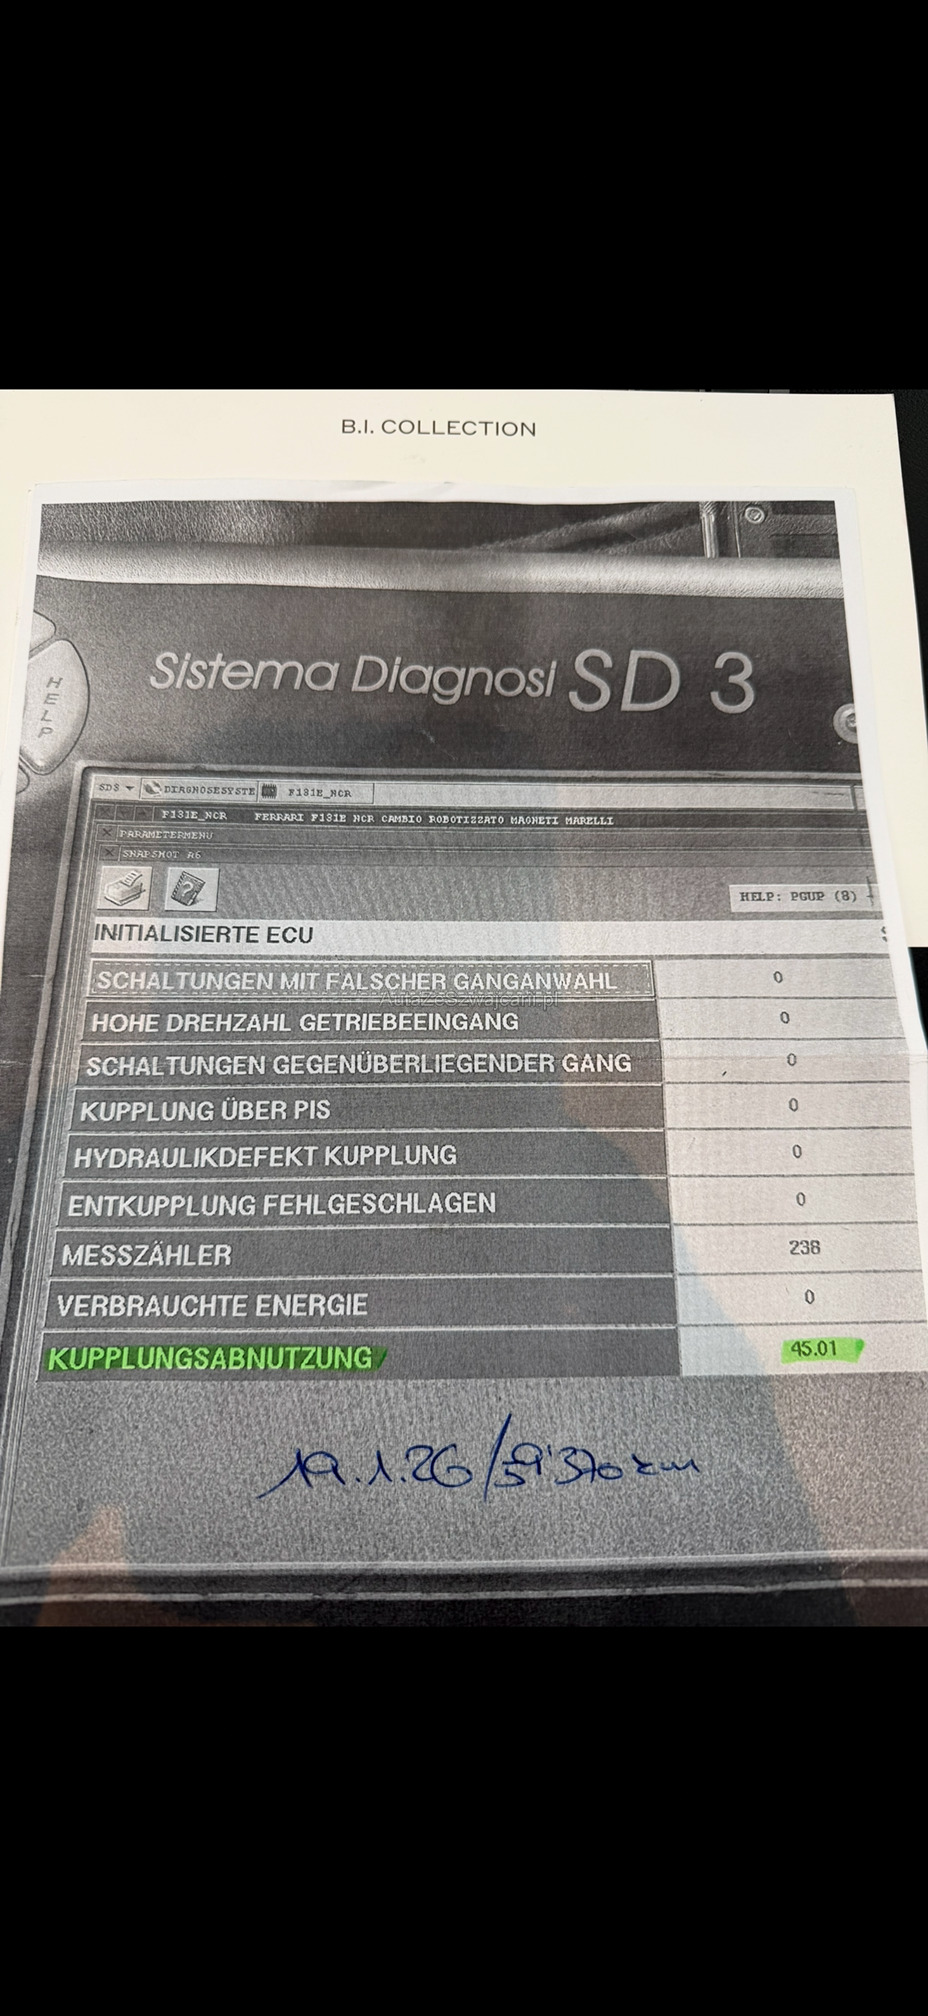 B.I. COLLECTION
Sistema Diagnosi SD 3
HELP
SDS DIAGNOSESYSTE F131E_NCR
F131E_NCR FERRARI F131E NCR CAMBIO ROBOTIZZATO MAGNETI MARELLI
PARAMETERMENU
SNAPSHOT A6
HELP: PGUP (8)
INITIALISIERTE ECU
SCHALTUNGEN MIT FALSCHER GANGANWAHL 0
AutazeSzwajcarii.pl
HOHE DREHZAHL GETRIEBEEINGANG 0
SCHALTUNGEN GEGENÜBERLIEGENDER GANG 0
KUPPLUNG ÜBER PIS 0
HYDRAULIKDEFEKT KUPPLUNG 0
ENTKUPPLUNG FEHLGESCHLAGEN 0
MESSZÄHLER 238
VERBRAUCHTE ENERGIE 0
KUPPLUNGSABNUTZUNG 45.01
19.1.26/59'370 km